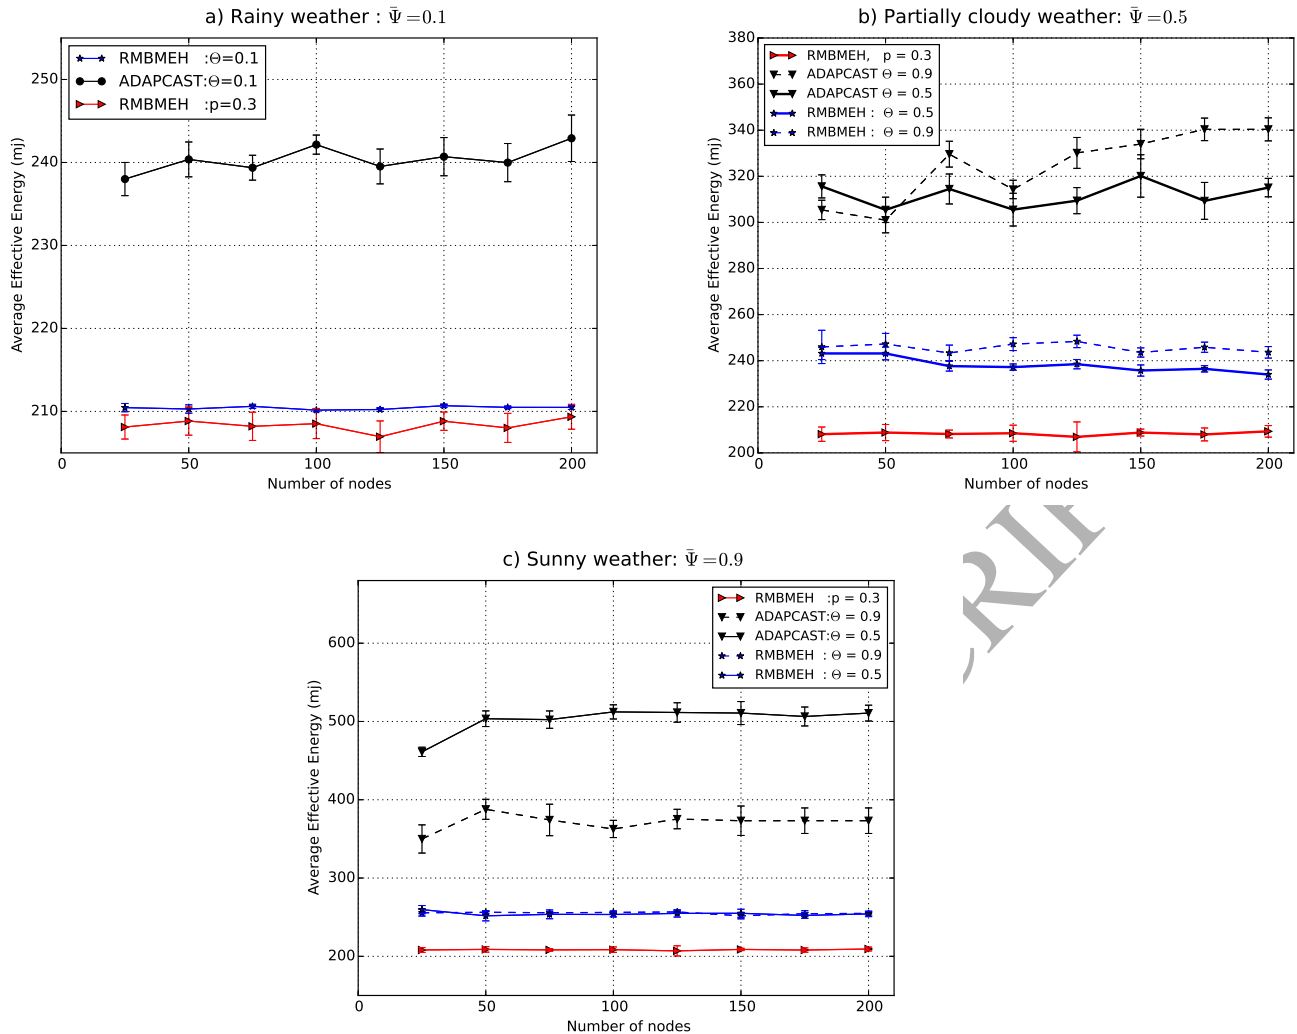 a) Rainy weather : Ψ̄ =0.1
RMBMEH :Θ=0.1
ADAPCAST:Θ=0.1
RMBMEH :p=0.3
250
240
230
220
210
0 50 100 150 200
Number of nodes
Average Effective Energy (mj)
b) Partially cloudy weather: Ψ̄ =0.5
RMBMEH, p = 0.3
ADAPCAST Θ = 0.9
ADAPCAST Θ = 0.5
RMBMEH : Θ = 0.5
RMBMEH : Θ = 0.9
380
360
340
320
300
280
260
240
220
200
0 50 100 150 200
Number of nodes
Average Effective Energy (mj)
c) Sunny weather: Ψ̄ =0.9
RMBMEH :p = 0.3
ADAPCAST:Θ = 0.9
ADAPCAST:Θ = 0.5
RMBMEH : Θ = 0.9
RMBMEH : Θ = 0.5
600
500
400
300
200
0 50 100 150 200
Number of nodes
Average Effective Energy (mj)